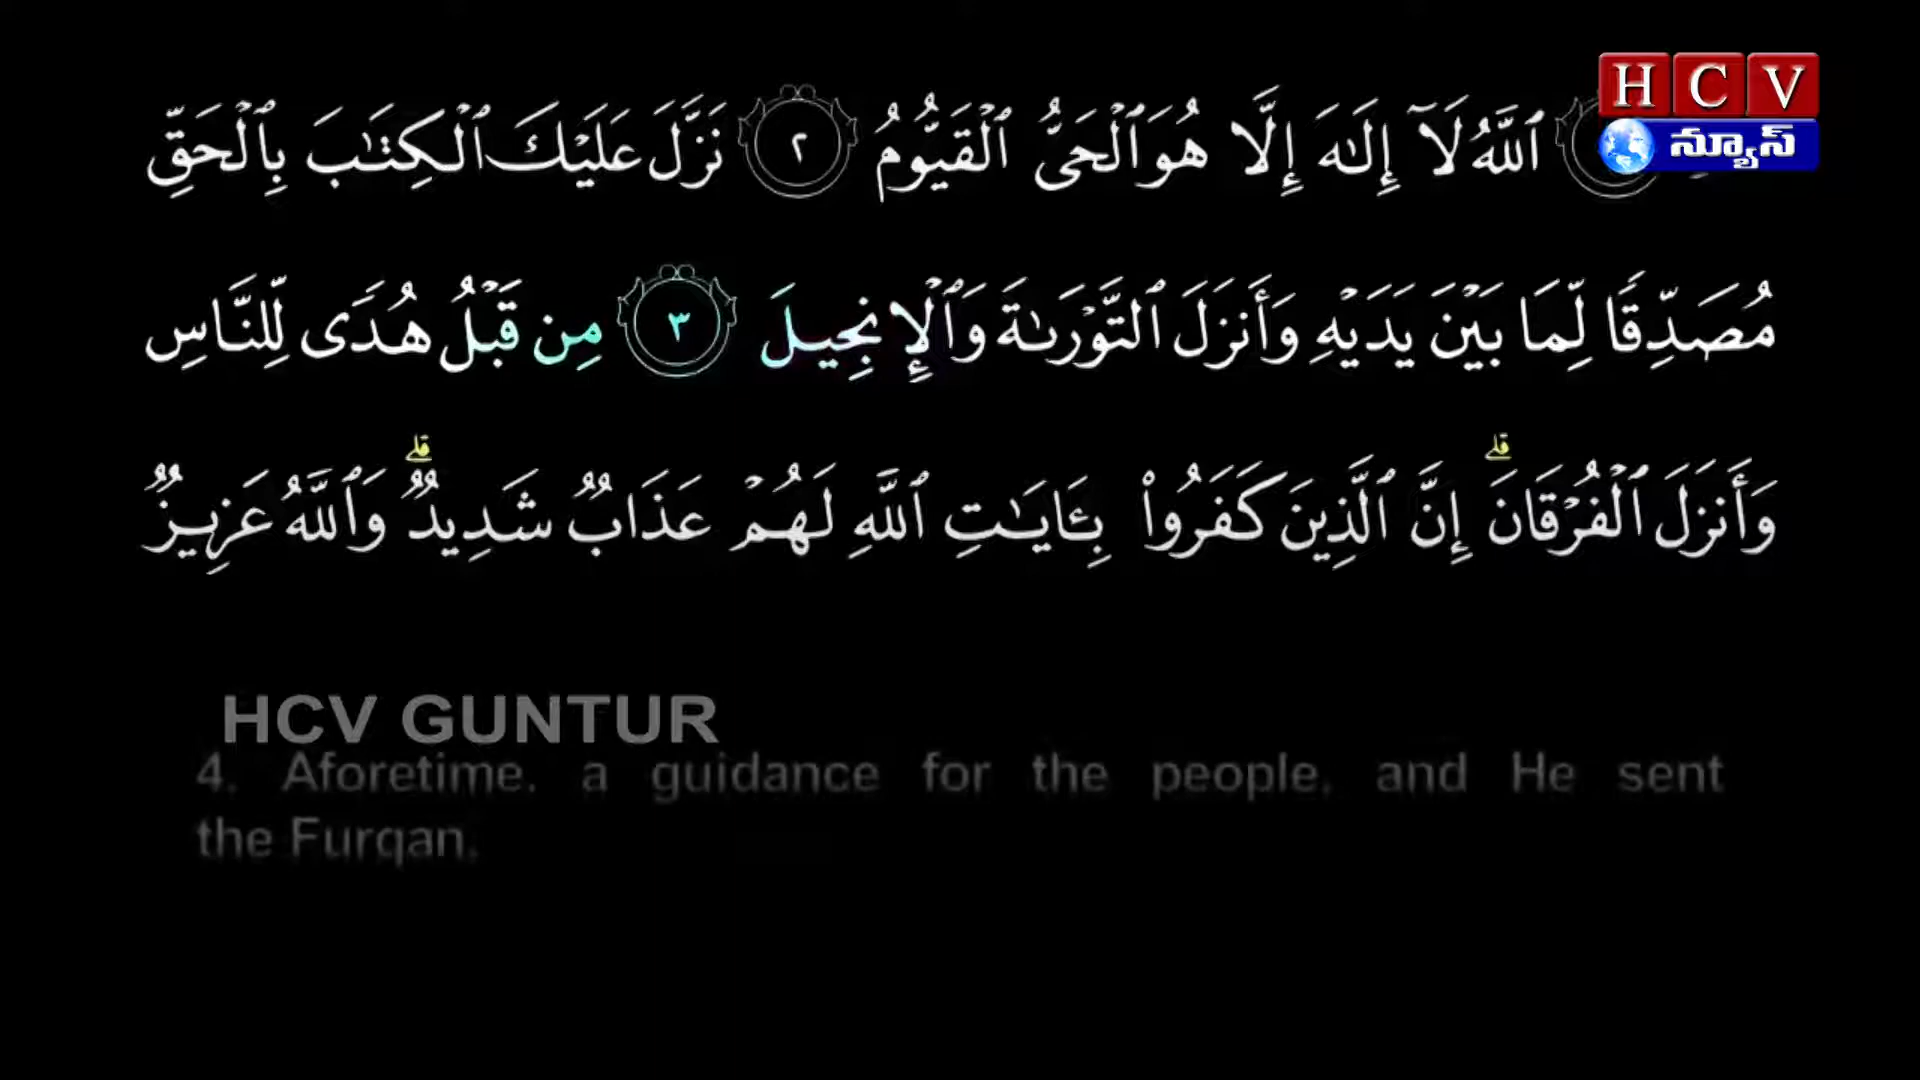 HCV
న్యూస్
ٱللَّهُ لَآ إِلَٰهَ إِلَّا هُوَ ٱلْحَىُّ ٱلْقَيُّومُ ٢ نَزَّلَ عَلَيْكَ ٱلْكِتَٰبَ بِٱلْحَقِّ
مُصَدِّقًا لِّمَا بَيْنَ يَدَيْهِ وَأَنزَلَ ٱلتَّوْرَىٰةَ وَٱلْإِنجِيلَ ٣ مِن قَبْلُ هُدًى لِّلنَّاسِ
وَأَنزَلَ ٱلْفُرْقَانَ ۗ إِنَّ ٱلَّذِينَ كَفَرُوا۟ بِـَٔايَٰتِ ٱللَّهِ لَهُمْ عَذَابٌ شَدِيدٌ ۗ وَٱللَّهُ عَزِيزٌ
HCV GUNTUR
4. Aforetime, a guidance for the people, and He sent
the Furqan.